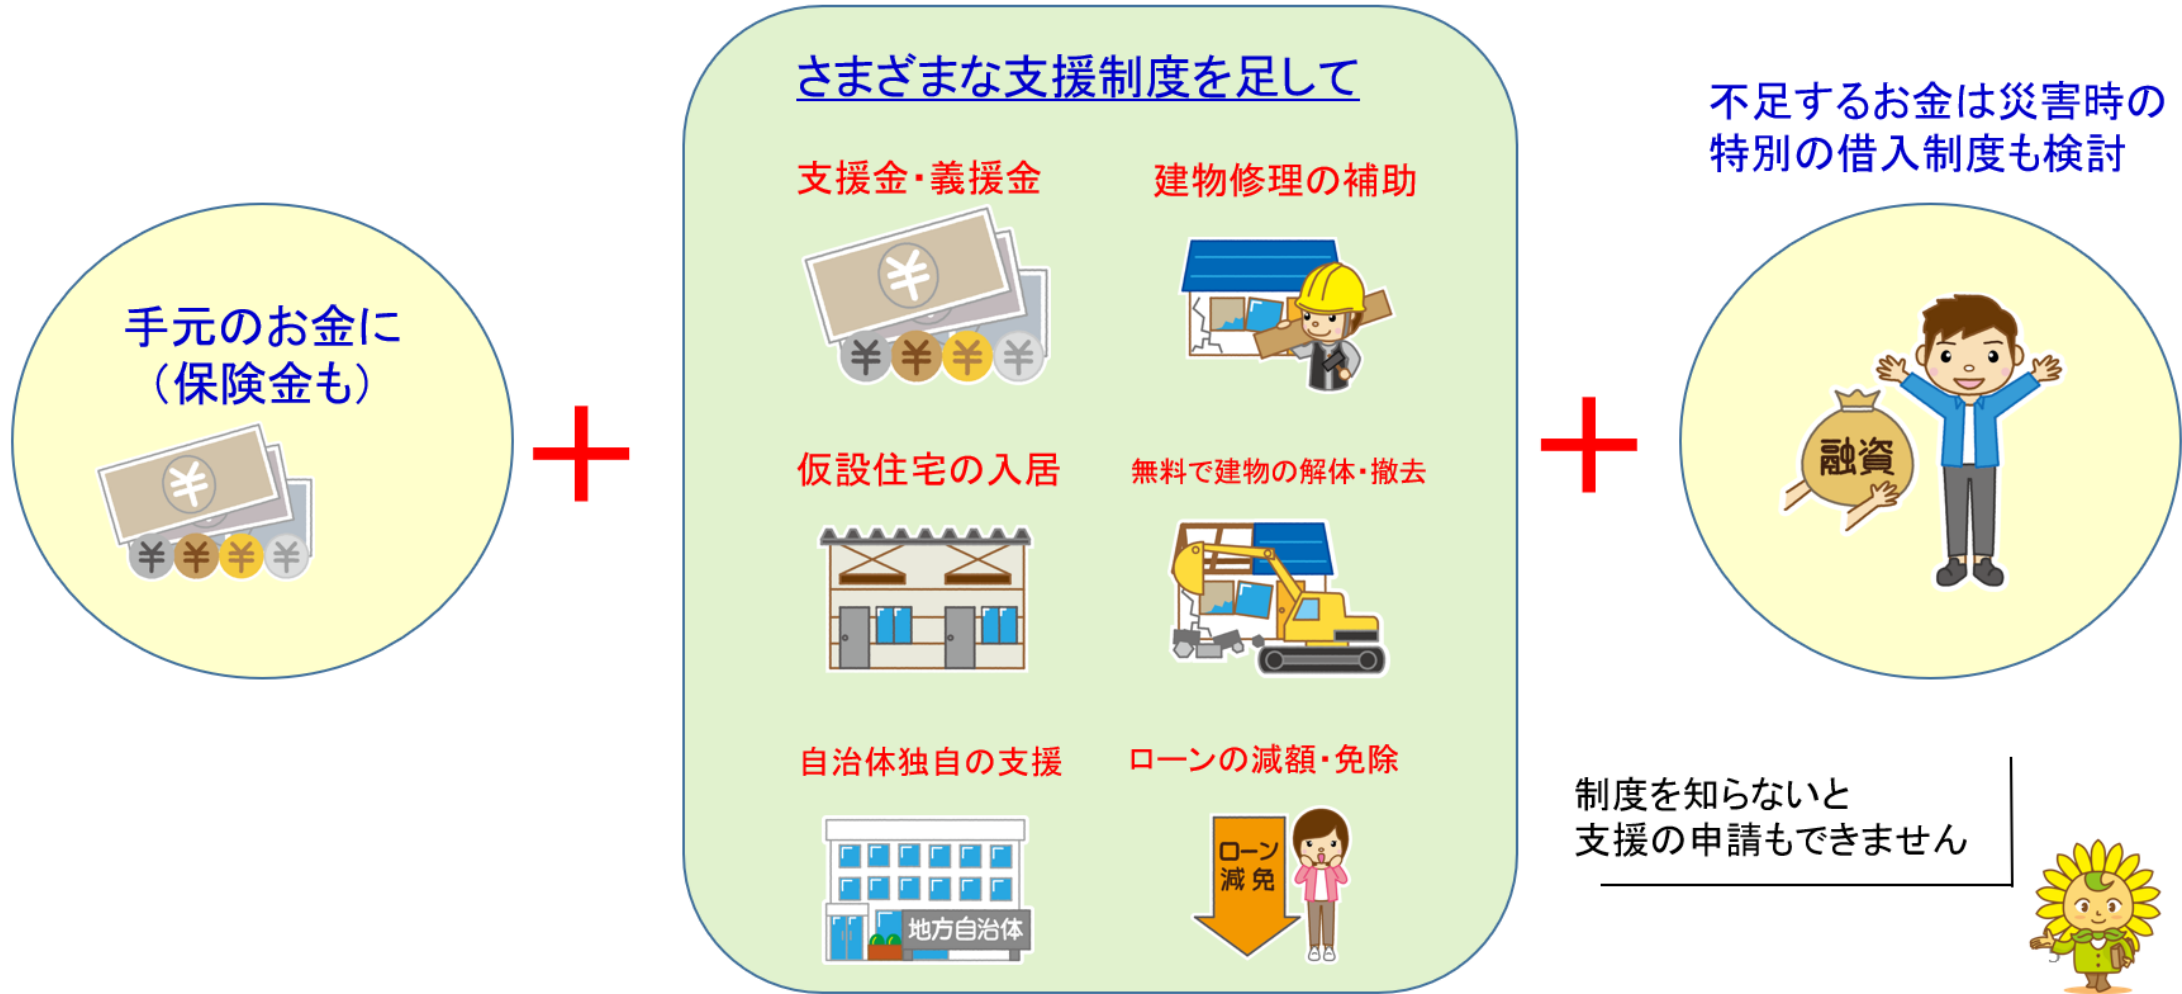 手元のお金に
（保険金も）
さまざまな支援制度を足して
支援金・義援金
建物修理の補助
仮設住宅の入居
無料で建物の解体・撤去
自治体独自の支援
地方自治体
ローンの減額・免除
ローン
減免
不足するお金は災害時の
特別の借入制度も検討
融資
制度を知らないと
支援の申請もできません